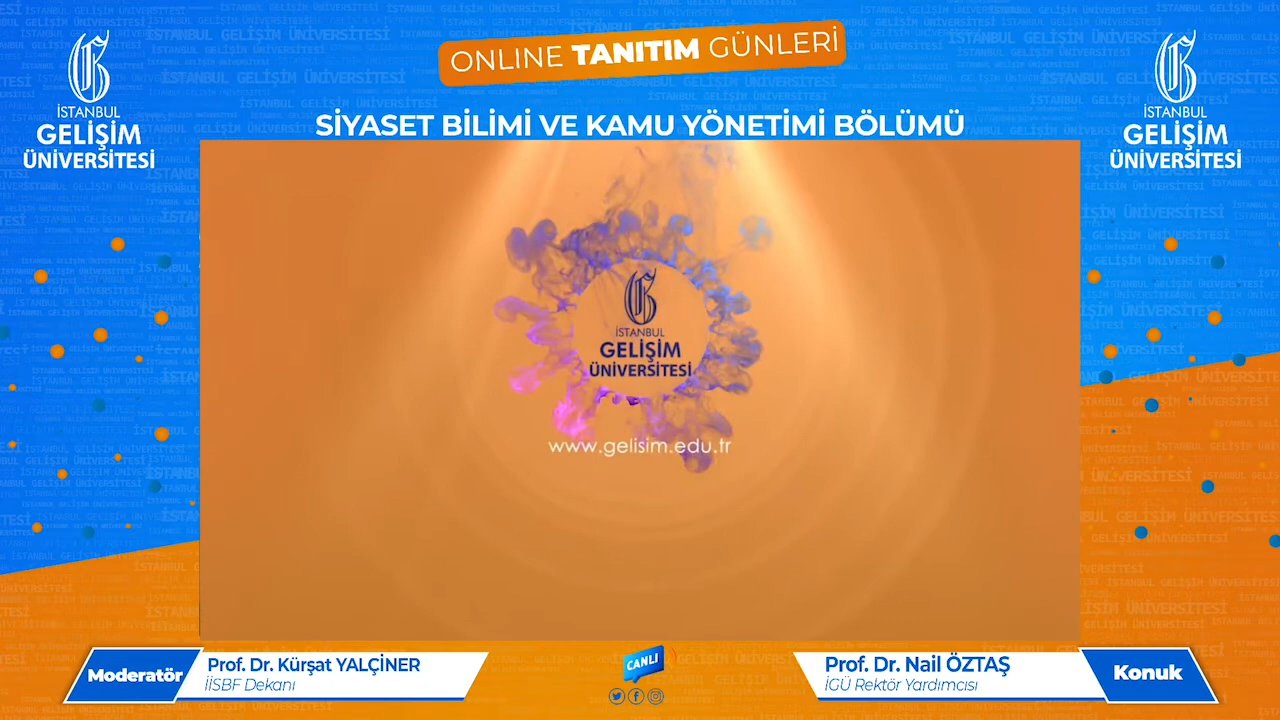 ONLINE TANITIM GÜNLERİ
SİYASET BİLİMİ VE KAMU YÖNETİMİ BÖLÜMÜ
İSTANBUL
GELİŞİM
ÜNİVERSİTESİ
İSTANBUL
GELİŞİM
ÜNİVERSİTESİ
İSTANBUL
GELİŞİM
ÜNİVERSİTESİ
www.gelisim.edu.tr
Moderatör
Prof. Dr. Kürşat YALÇINER
İİSBF Dekanı
CANLI
Prof. Dr. Nail ÖZTAŞ
İGÜ Rektör Yardımcısı
Konuk